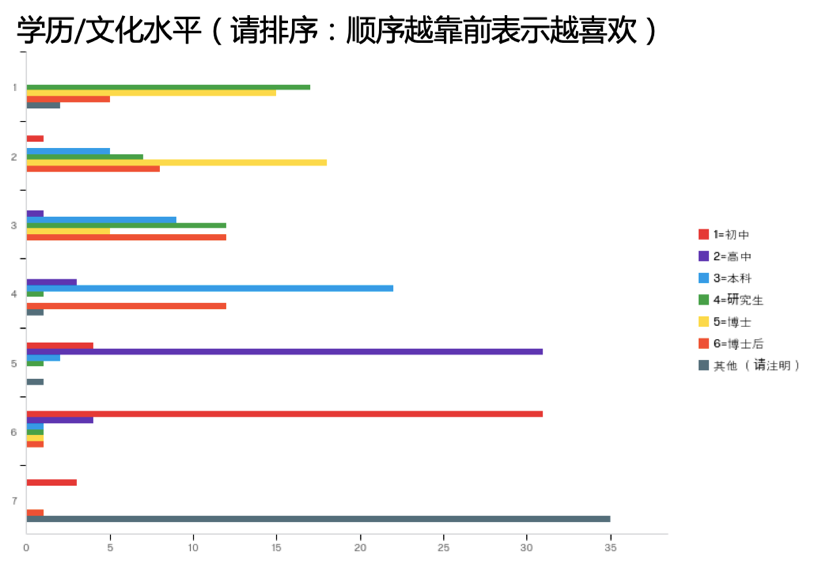 学历/文化水平（请排序：顺序越靠前表示越喜欢）
1
2
3
4
5
6
7
0 5 10 15 20 25 30 35
1=初中
2=高中
3=本科
4=研究生
5=博士
6=博士后
其他（请注明）